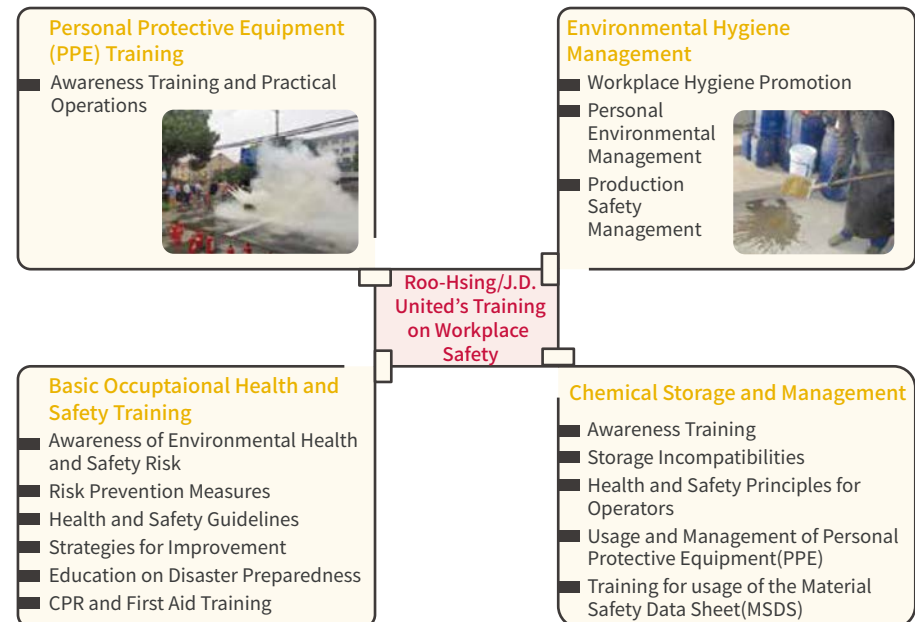 Personal Protective Equipment
(PPE) Training
Awareness Training and Practical
Operations
Environmental Hygiene
Management
Workplace Hygiene Promotion
Personal
Environmental
Management
Production
Safety
Management
Roo-Hsing/J.D.
United’s Training
on Workplace
Safety
Basic Occuptaional Health and
Safety Training
Awareness of Environmental Health
and Safety Risk
Risk Prevention Measures
Health and Safety Guidelines
Strategies for Improvement
Education on Disaster Preparedness
CPR and First Aid Training
Chemical Storage and Management
Awareness Training
Storage Incompatibilities
Health and Safety Principles for
Operators
Usage and Management of Personal
Protective Equipment(PPE)
Training for usage of the Material
Safety Data Sheet(MSDS)